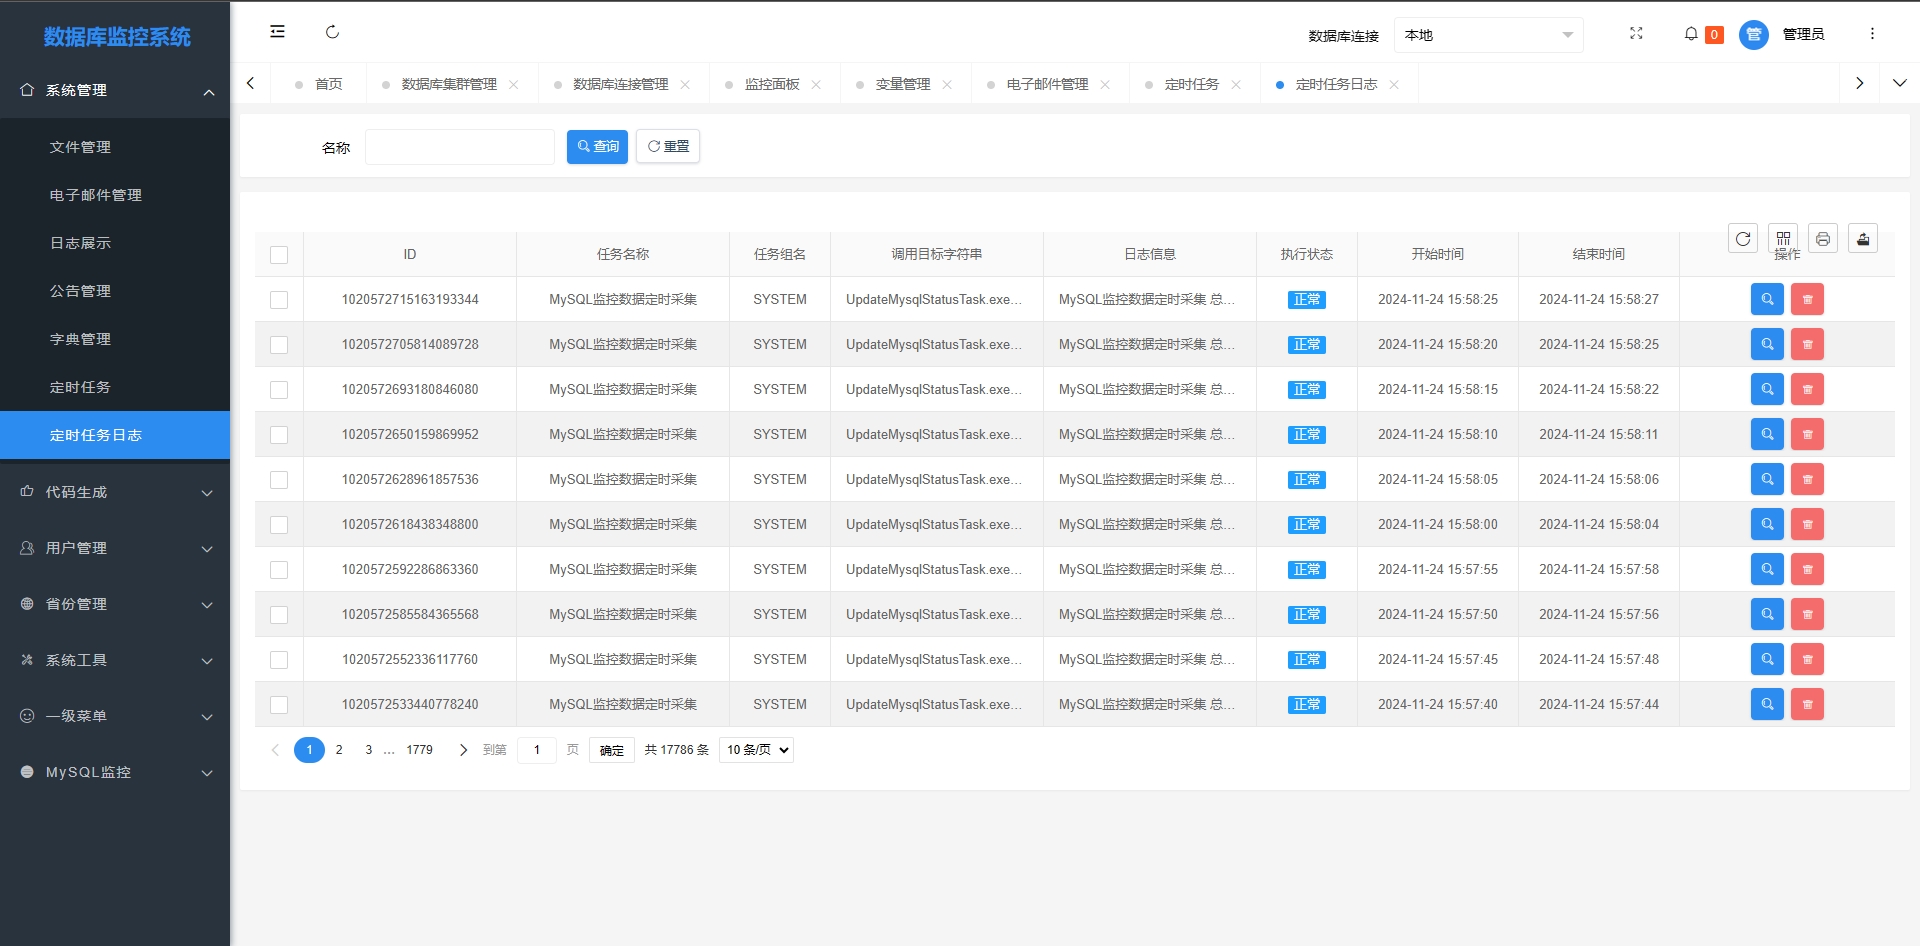 数据库监控系统
数据库连接
本地
0
管
管理员
首页
数据库集群管理
数据库连接管理
监控面板
变量管理
电子邮件管理
定时任务
定时任务日志
系统管理
文件管理
电子邮件管理
日志展示
公告管理
字典管理
定时任务
定时任务日志
代码生成
用户管理
省份管理
系统工具
一级菜单
MySQL监控
名称
查询
重置
ID 任务名称 任务组名 调用目标字符串 日志信息 执行状态 开始时间 结束时间 操作
1020572715163193344 MySQL监控数据定时采集 SYSTEM UpdateMysqlStatusTask.exe... MySQL监控数据定时采集 总... 正常 2024-11-24 15:58:25 2024-11-24 15:58:27
1020572705814089728 MySQL监控数据定时采集 SYSTEM UpdateMysqlStatusTask.exe... MySQL监控数据定时采集 总... 正常 2024-11-24 15:58:20 2024-11-24 15:58:25
1020572693180846080 MySQL监控数据定时采集 SYSTEM UpdateMysqlStatusTask.exe... MySQL监控数据定时采集 总... 正常 2024-11-24 15:58:15 2024-11-24 15:58:22
1020572650159869952 MySQL监控数据定时采集 SYSTEM UpdateMysqlStatusTask.exe... MySQL监控数据定时采集 总... 正常 2024-11-24 15:58:10 2024-11-24 15:58:11
1020572628961857536 MySQL监控数据定时采集 SYSTEM UpdateMysqlStatusTask.exe... MySQL监控数据定时采集 总... 正常 2024-11-24 15:58:05 2024-11-24 15:58:06
1020572618438348800 MySQL监控数据定时采集 SYSTEM UpdateMysqlStatusTask.exe... MySQL监控数据定时采集 总... 正常 2024-11-24 15:58:00 2024-11-24 15:58:04
1020572592286863360 MySQL监控数据定时采集 SYSTEM UpdateMysqlStatusTask.exe... MySQL监控数据定时采集 总... 正常 2024-11-24 15:57:55 2024-11-24 15:57:58
1020572585584365568 MySQL监控数据定时采集 SYSTEM UpdateMysqlStatusTask.exe... MySQL监控数据定时采集 总... 正常 2024-11-24 15:57:50 2024-11-24 15:57:56
1020572552336117760 MySQL监控数据定时采集 SYSTEM UpdateMysqlStatusTask.exe... MySQL监控数据定时采集 总... 正常 2024-11-24 15:57:45 2024-11-24 15:57:48
1020572533440778240 MySQL监控数据定时采集 SYSTEM UpdateMysqlStatusTask.exe... MySQL监控数据定时采集 总... 正常 2024-11-24 15:57:40 2024-11-24 15:57:44
1 2 3 ... 1779 到第 1 页 确定 共 17786 条 10 条/页